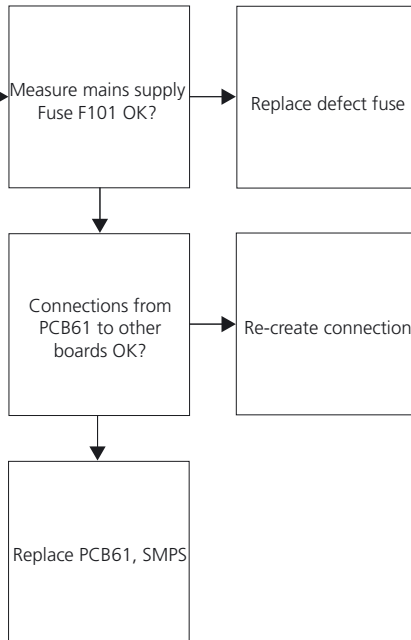 Measure mains supply
Fuse F101 OK?
Replace defect fuse
Connections from
PCB61 to other
boards OK?
Re-create connection
Replace PCB61, SMPS